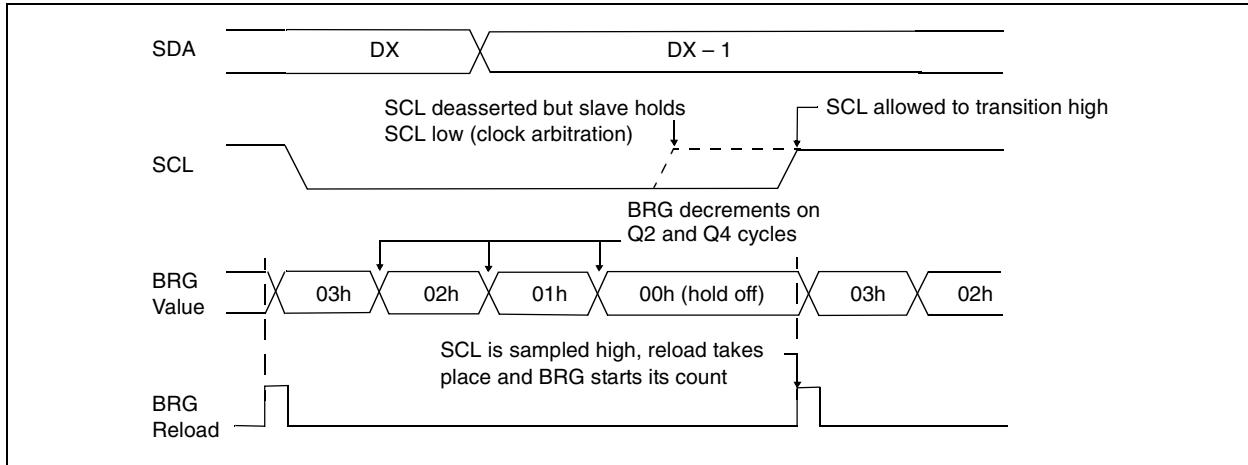 SDA
DX
DX – 1
SCL deasserted but slave holds
SCL low (clock arbitration)
SCL allowed to transition high
SCL
BRG decrements on
Q2 and Q4 cycles
BRG
Value
03h
02h
01h
00h (hold off)
03h
02h
SCL is sampled high, reload takes
place and BRG starts its count
BRG
Reload